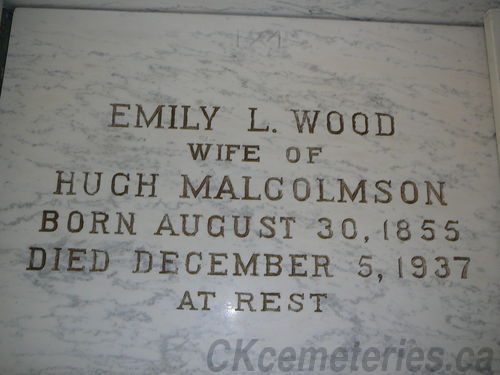 EMILY L. WOOD
WIFE OF
HUGH MALCOLMSON
BORN AUGUST 30, 1855
DIED DECEMBER 5, 1937
AT REST
CKcemeteries.ca